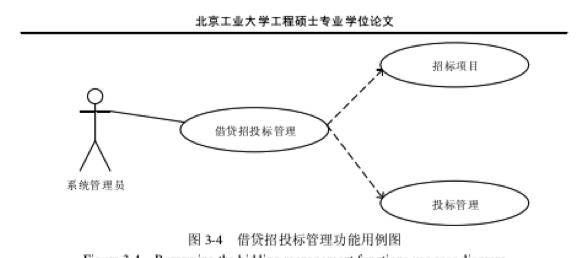 北京工业大学工程硕士专业学位论文
招标项目
借贷招投标管理
系统管理员
投标管理
图 3-4 借贷招投标管理功能用例图